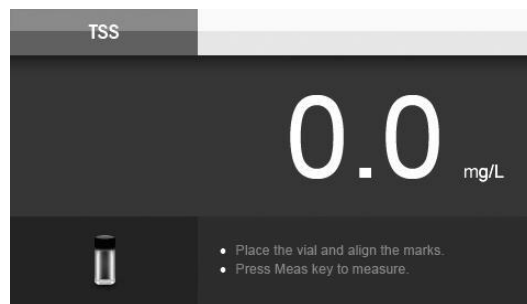 TSS
0.0 mg/L
Place the vial and align the marks.
Press Meas key to measure.